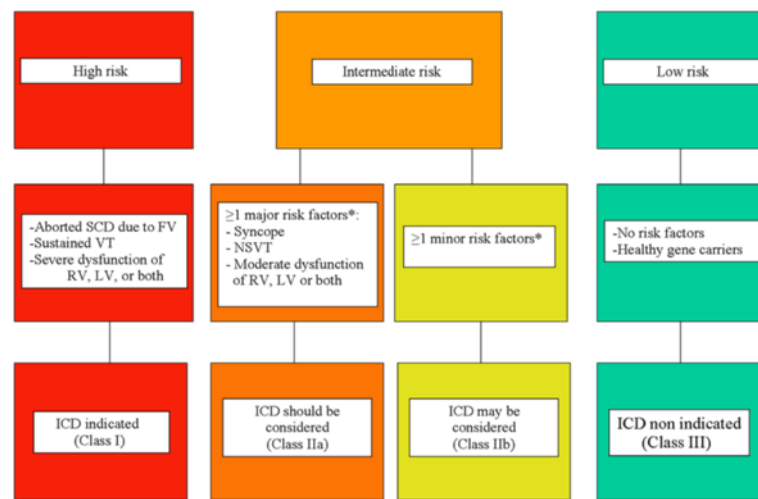 High risk
Intermediate risk
Low risk
-Aborted SCD due to FV
-Sustained VT
-Severe dysfunction of
RV, LV, or both
≥1 major risk factors*:
- Syncope
- NSVT
- Moderate dysfunction
of RV, LV or both
≥1 minor risk factors*
-No risk factors
-Healthy gene carriers
ICD indicated
(Class I)
ICD should be
considered
(Class IIa)
ICD may be
considered
(Class IIb)
ICD non indicated
(Class III)